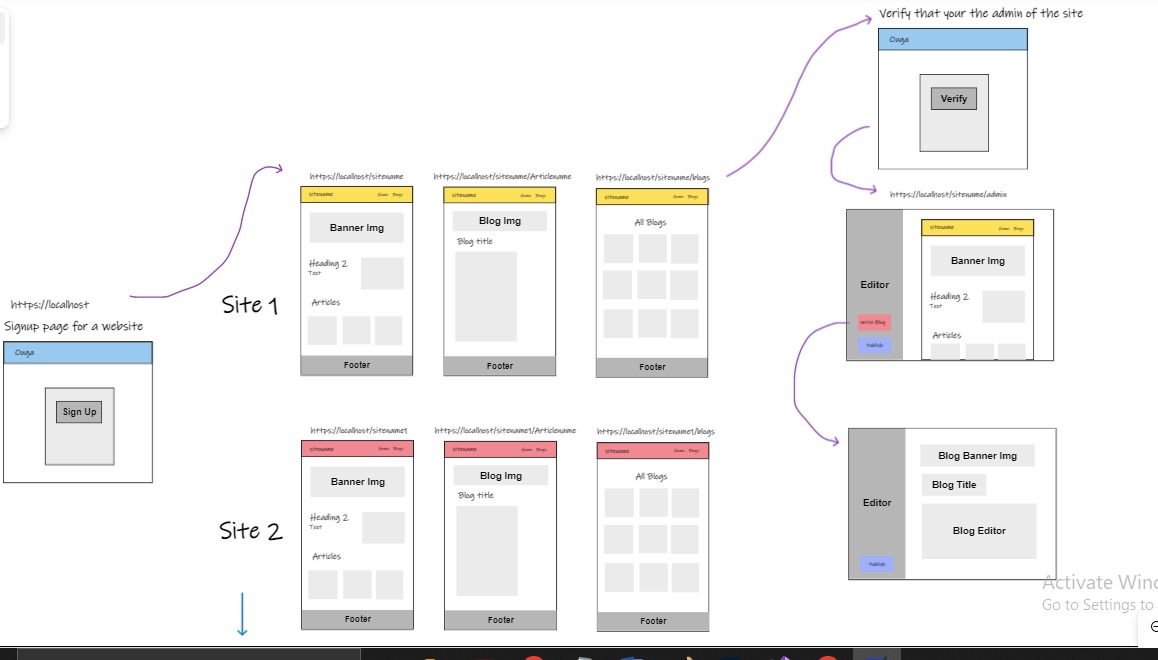 Verify that your the admin of the site
Ouga
Verify
https://localhost/sitename
https://localhost/sitename/Articlename
https://localhost/sitename/blogs
https://localhost/sitename/admin
sitename Home Blogs
sitename Home Blogs
sitename Home Blogs
sitename Home Blogs
Banner Img
Blog Img
All Blogs
Banner Img
Blog title
Heading 2
Text
Articles
Editor
Heading 2
Text
Articles
Write Blog
Publish
https://localhost
Signup page for a website
Site 1
Ouga
Sign Up
Footer
Footer
Footer
https://localhost/sitename1
https://localhost/sitename1/Articlename
https://localhost/sitename1/blogs
sitename Home Blogs
sitename Home Blogs
sitename Home Blogs
Banner Img
Blog Img
All Blogs
Blog title
Heading 2
Text
Site 2
Articles
Footer
Footer
Footer
Blog Banner Img
Blog Title
Editor
Blog Editor
Publish
Activate Winc
Go to Settings to